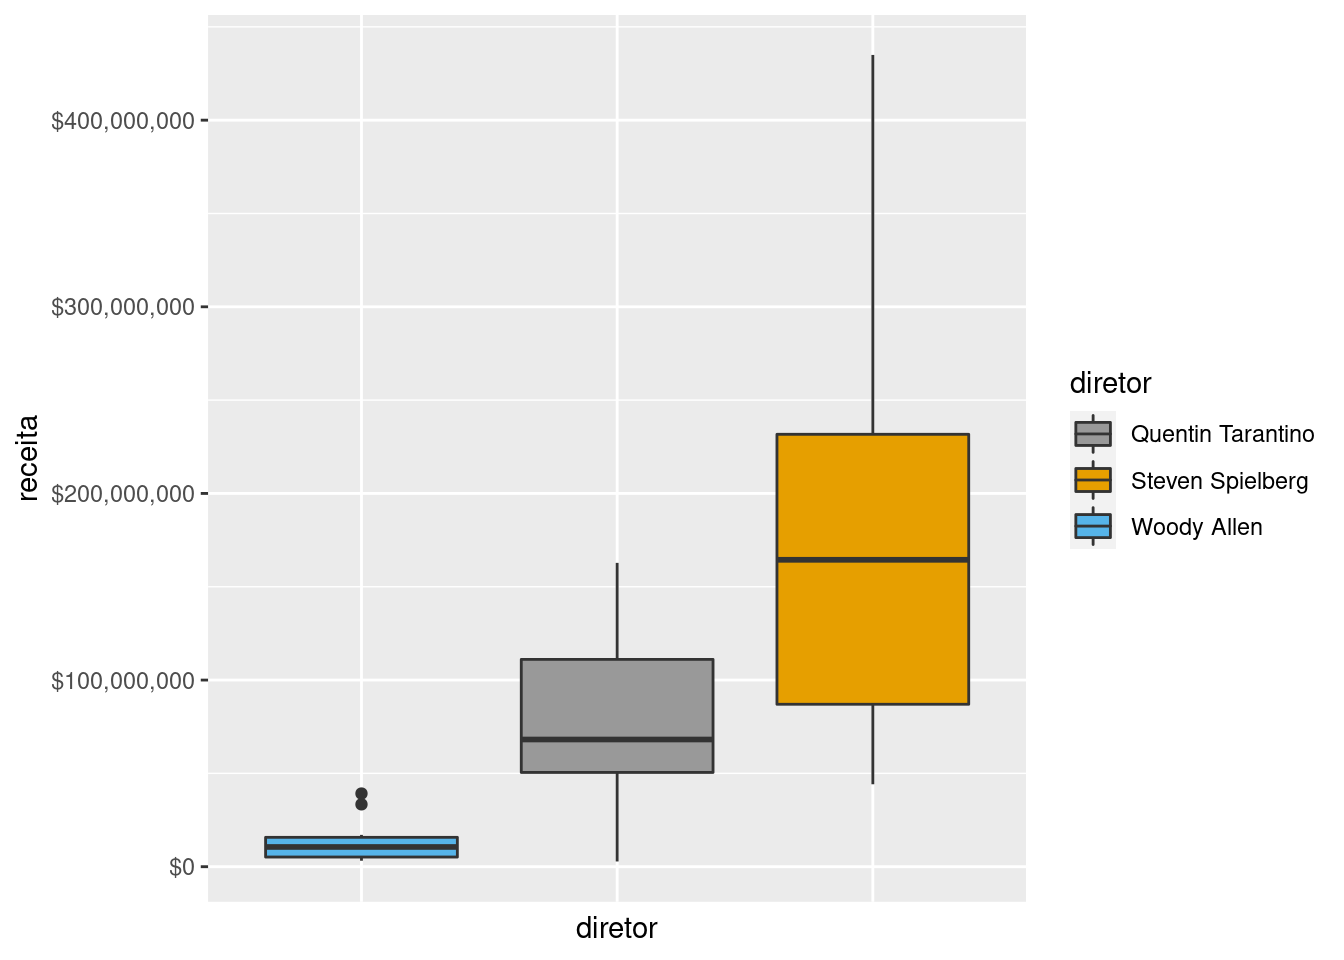 $400,000,000
$300,000,000
$200,000,000
$100,000,000
$0
receita
diretor
diretor
Quentin Tarantino
Steven Spielberg
Woody Allen